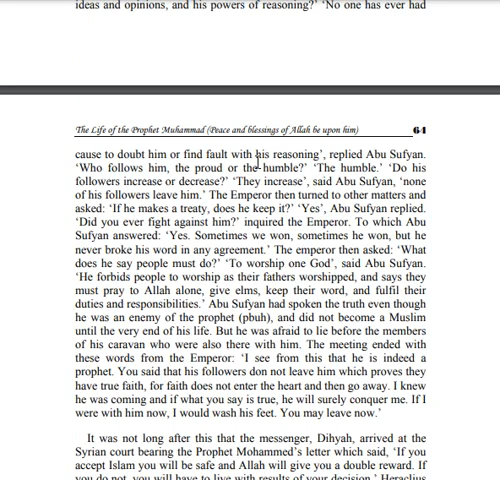 ideas and opinions, and his powers of reasoning?' 'No one has ever had
The Life of the Prophet Muhammad (Peace and blessings of Allah be upon him) 64
cause to doubt him or find fault with his reasoning', replied Abu Sufyan.
'Who follows him, the proud or the humble?' 'The humble.' 'Do his
followers increase or decrease?' 'They increase', said Abu Sufyan, 'none
of his followers leave him.' The Emperor then turned to other matters and
asked: 'If he makes a treaty, does he keep it?' 'Yes', Abu Sufyan replied.
'Did you ever fight against him?' inquired the Emperor. To which Abu
Sufyan answered: 'Yes. Sometimes we won, sometimes he won, but he
never broke his word in any agreement.' The emperor then asked: 'What
does he say people must do?' 'To worship one God', said Abu Sufyan.
'He forbids people to worship as their fathers worshipped, and says they
must pray to Allah alone, give elms, keep their word, and fulfil their
duties and responsibilities.' Abu Sufyan had spoken the truth even though
he was an enemy of the prophet (pbuh), and did not become a Muslim
until the very end of his life. But he was afraid to lie before the members
of his caravan who were also there with him. The meeting ended with
these words from the Emperor: 'I see from this that he is indeed a
prophet. You said that his followers don not leave him which proves they
have true faith, for faith does not enter the heart and then go away. I knew
he was coming and if what you say is true, he will surely conquer me. If I
were with him now, I would wash his feet. You may leave now.'
It was not long after this that the messenger, Dihyah, arrived at the
Syrian court bearing the Prophet Mohammed's letter which said, 'If you
accept Islam you will be safe and Allah will give you a double reward. If
you do not, you will have to live with results of your decision.' Heraclius